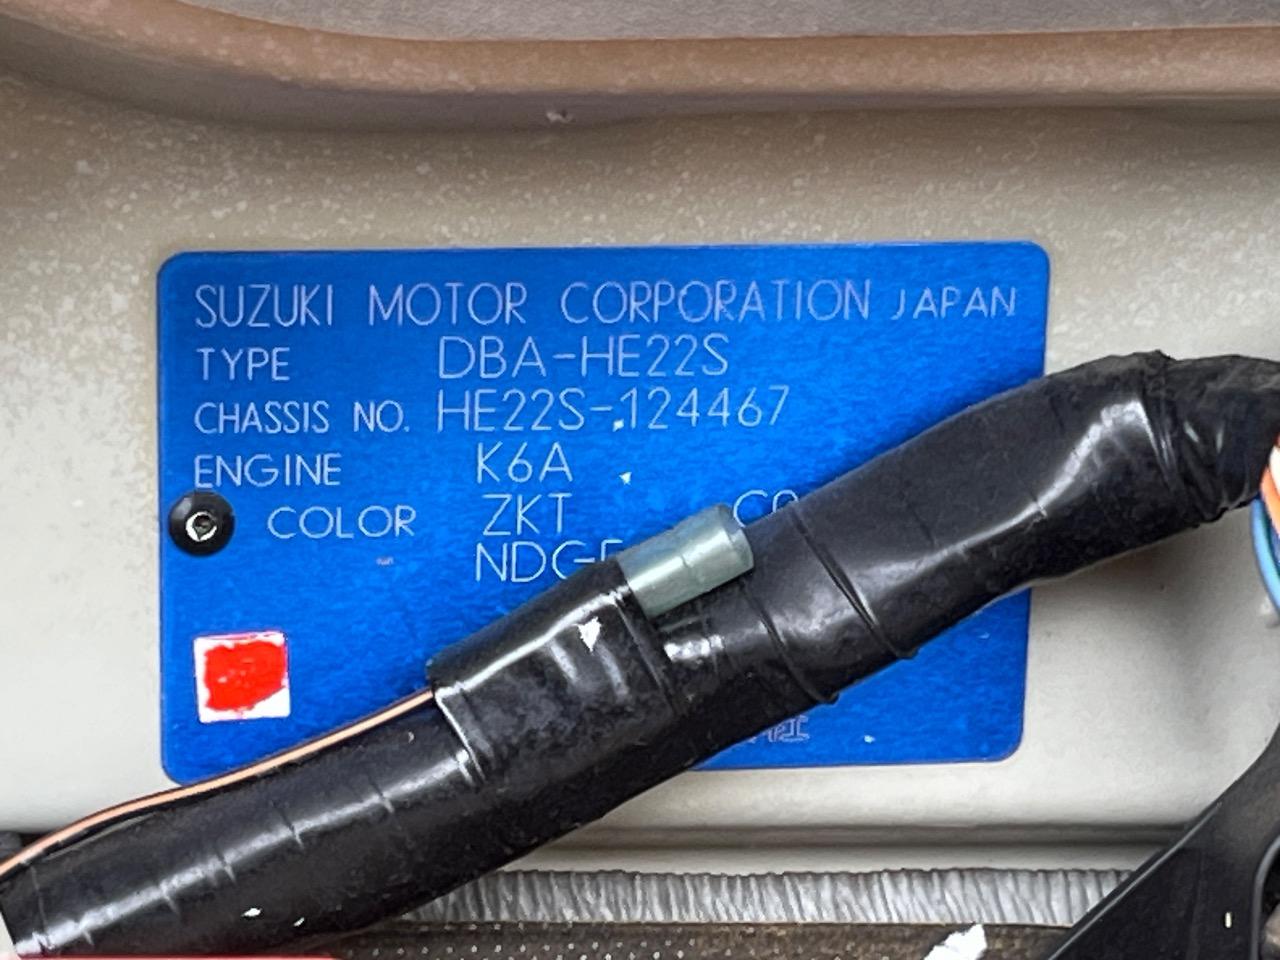 SUZUKI MOTOR CORPORATION JAPAN
TYPE DBA-HE22S
CHASSIS NO. HE22S-124467
ENGINE K6A
COLOR ZKT